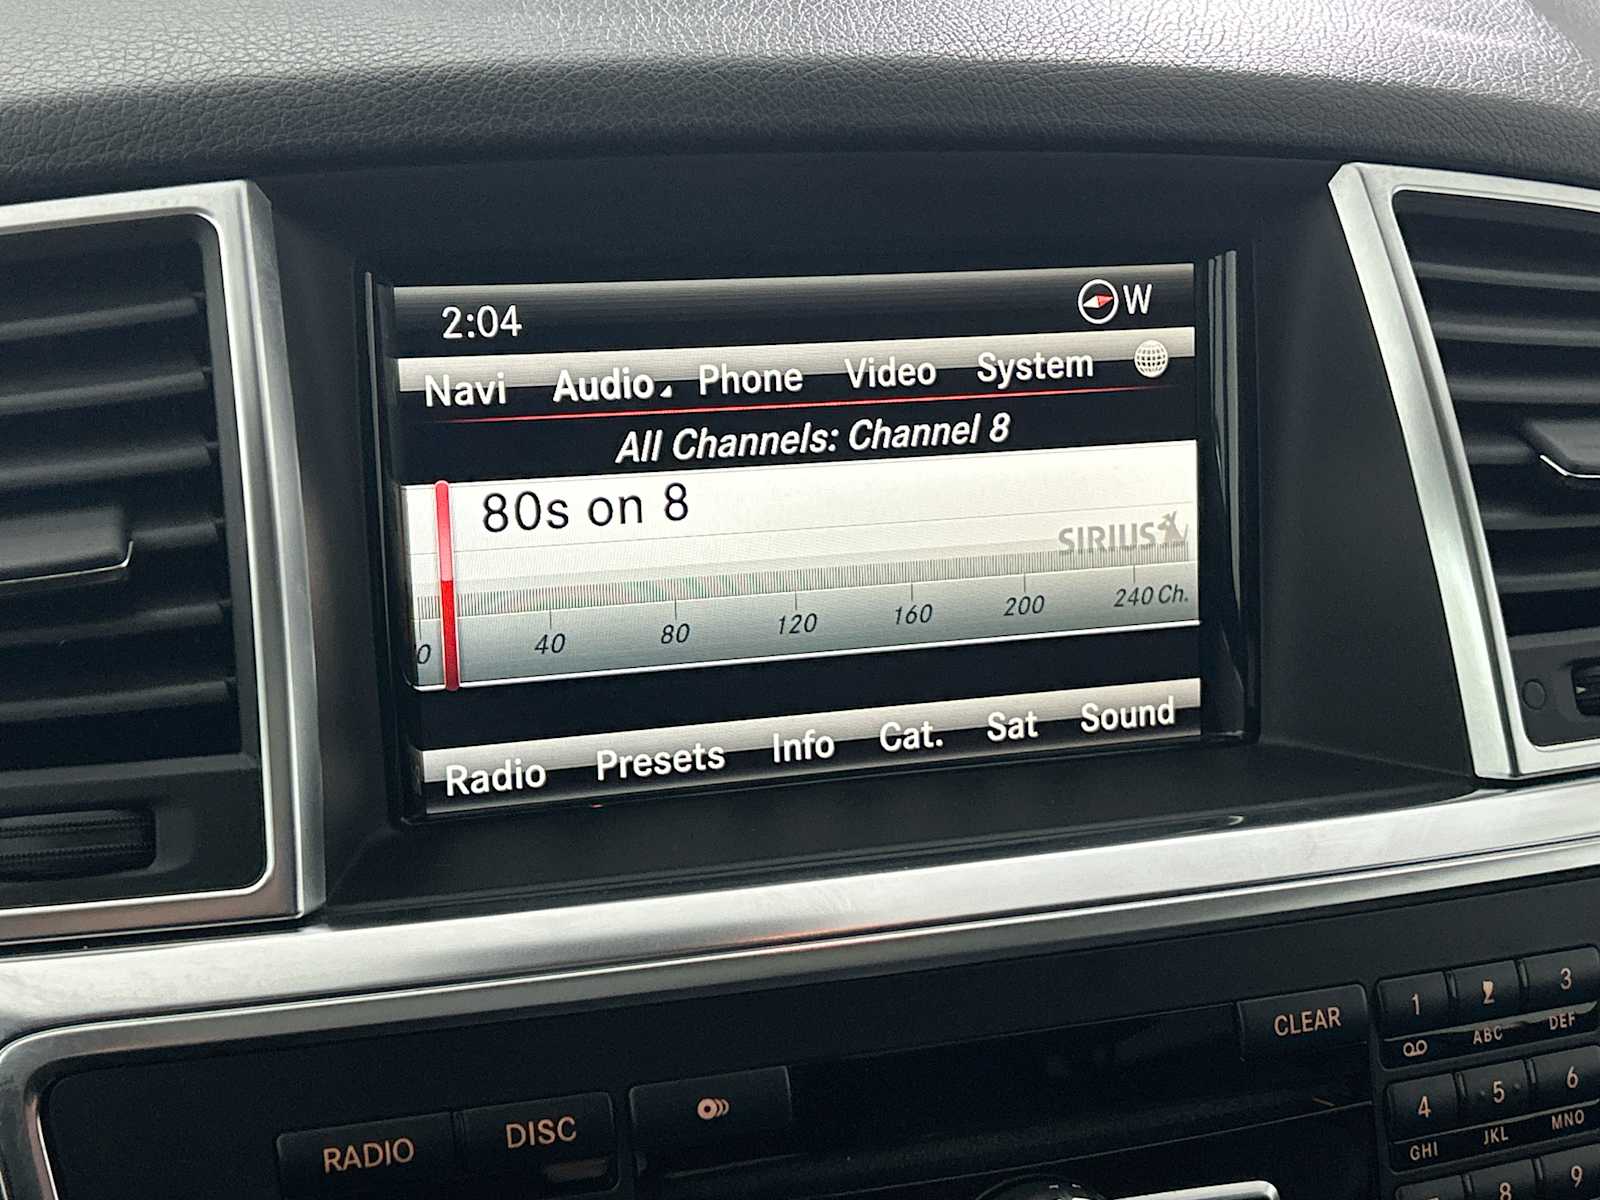 2:04 W
Navi Audio Phone Video System
All Channels: Channel 8
80s on 8
SIRIUS
0 40 80 120 160 200 240 Ch.
Radio Presets Info Cat. Sat Sound
CLEAR 1 2 3
ABC DEF
4 5 6
GHI JKL MNO
RADIO DISC
8 9